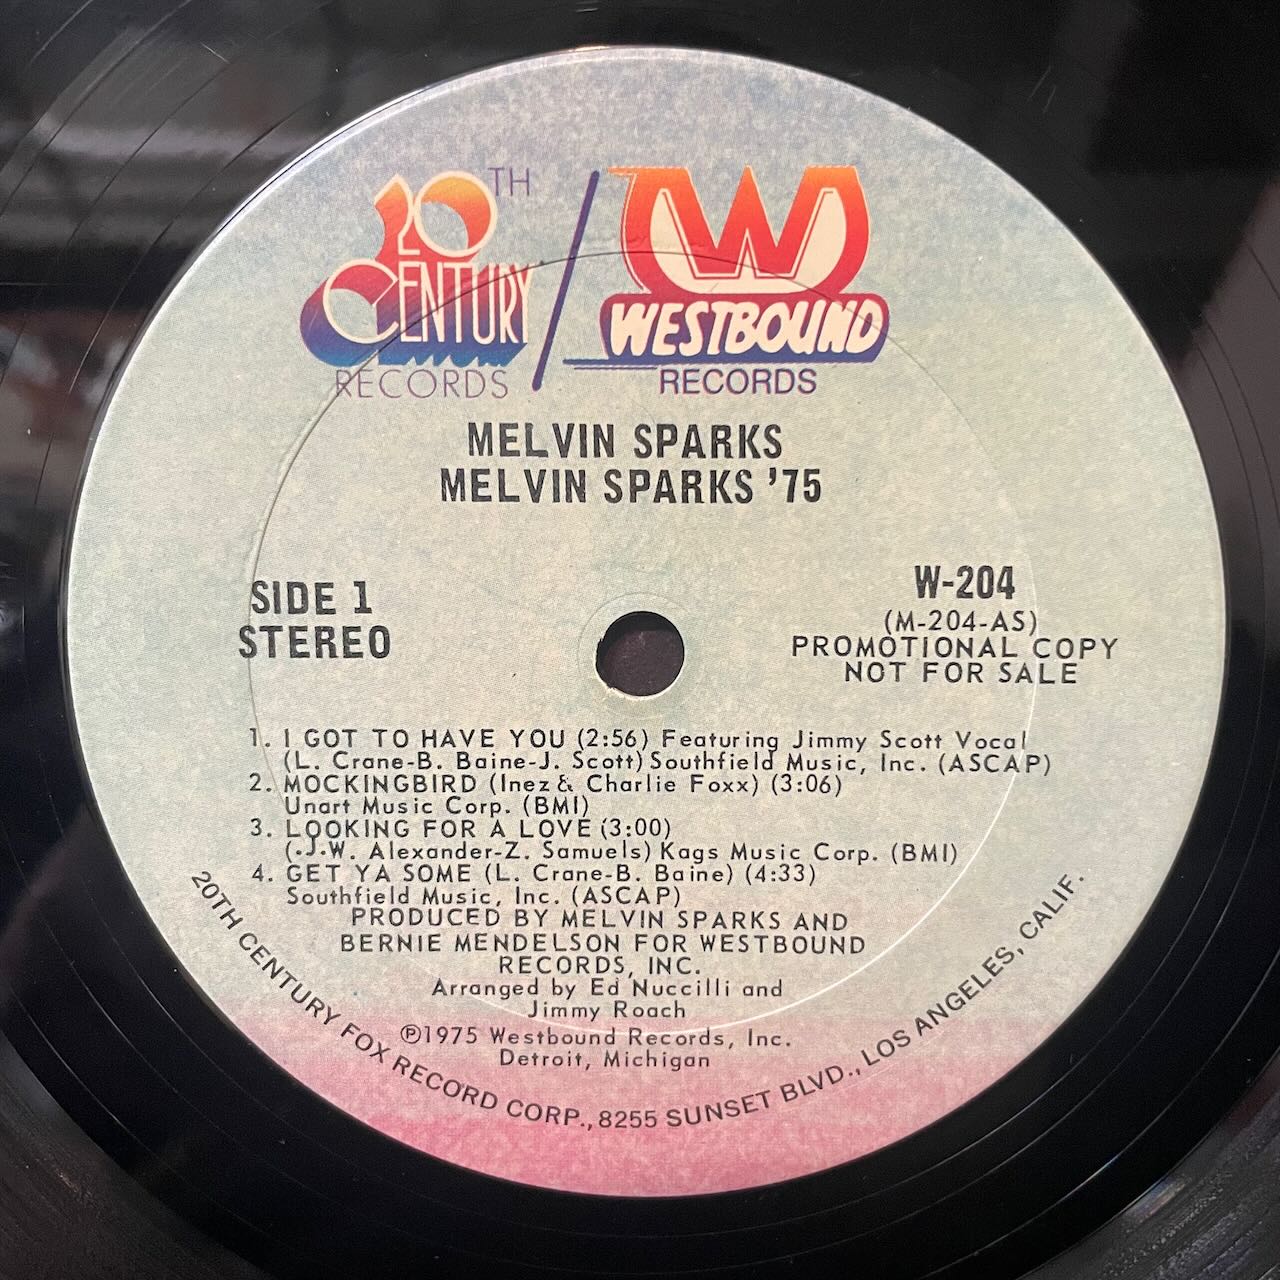 20TH CENTURY RECORDS / W WESTBOUND RECORDS
MELVIN SPARKS
MELVIN SPARKS '75
SIDE 1
STEREO
W-204
(M-204-AS)
PROMOTIONAL COPY
NOT FOR SALE
1. I GOT TO HAVE YOU (2:56) Featuring Jimmy Scott Vocal
(L. Crane-B. Baine-J. Scott) Southfield Music, Inc. (ASCAP)
2. MOCKINGBIRD (Inez & Charlie Foxx) (3:06)
Unart Music Corp. (BMI)
3. LOOKING FOR A LOVE (3:00)
(.J.W. Alexander-Z. Samuels) Kags Music Corp. (BMI)
4. GET YA SOME (L. Crane-B. Baine) (4:33)
Southfield Music, Inc. (ASCAP)
PRODUCED BY MELVIN SPARKS AND
BERNIE MENDELSON FOR WESTBOUND
RECORDS, INC.
Arranged by Ed Nuccilli and
Jimmy Roach
℗1975 Westbound Records, Inc.
Detroit, Michigan
20TH CENTURY FOX RECORD CORP., 8255 SUNSET BLVD., LOS ANGELES, CALIF.